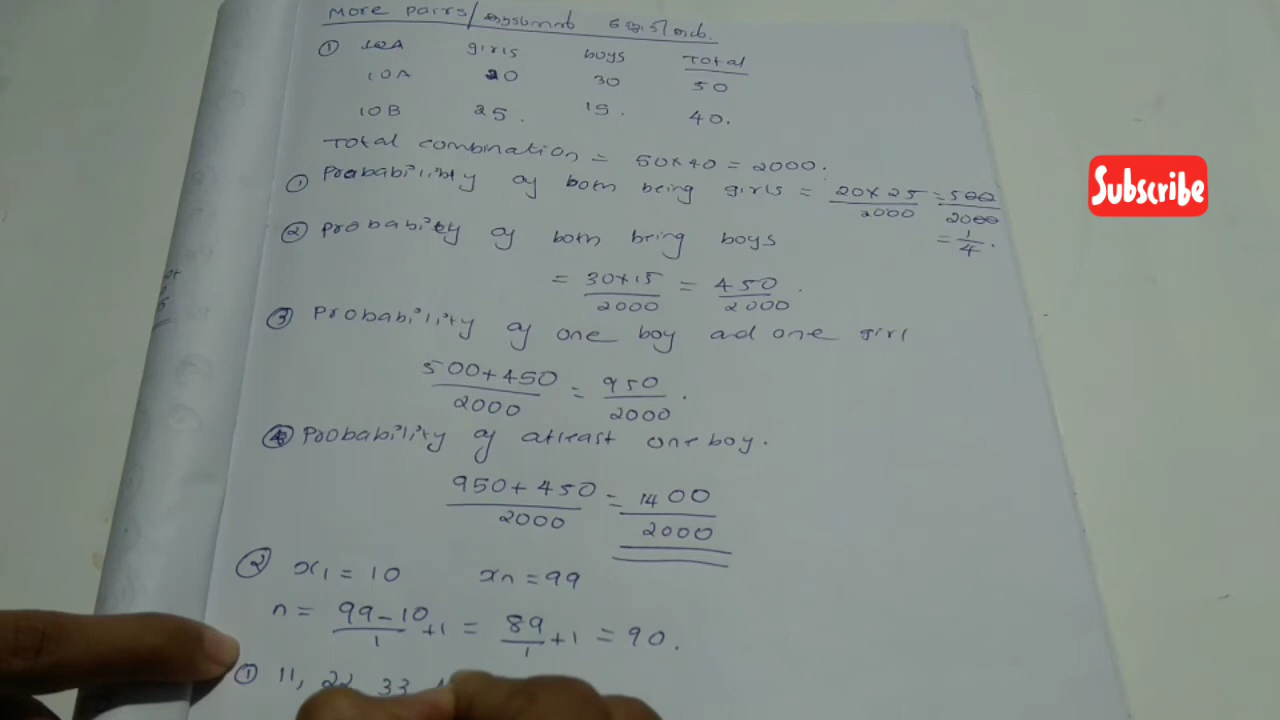 More pairs/കൂടുതൽ ജോടികൾ.
① 10A girls boys Total
10A 20 30 50
10B 25. 15. 40.
Total combination = 50×40 = 2000.
① Probability of both being girls = 20×25/2000 = 500/2000
= 1/4.
② Probability of both being boys
= 30×15/2000 = 450/2000.
③ Probability of one boy ad one girl
500+450/2000 = 950/2000.
④ Probability of atleast one boy.
950+450/2000 = 1400/2000
② x₁ = 10 xn = 99
n = 99-10/1 +1 = 89/1 +1 = 90.
① 11, 22, 33,
Subscribe